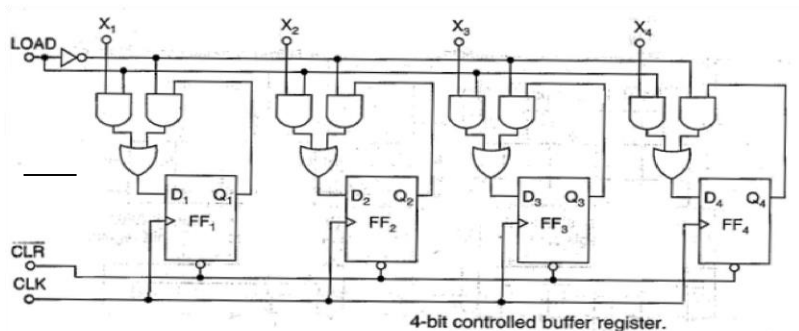 X₁ X₂ X₃ X₄
LOAD
D₁ Q₁ D₂ Q₂ D₃ Q₃ D₄ Q₄
FF₁ FF₂ FF₃ FF₄
C̅L̅R̅
CLK
4-bit controlled buffer register.